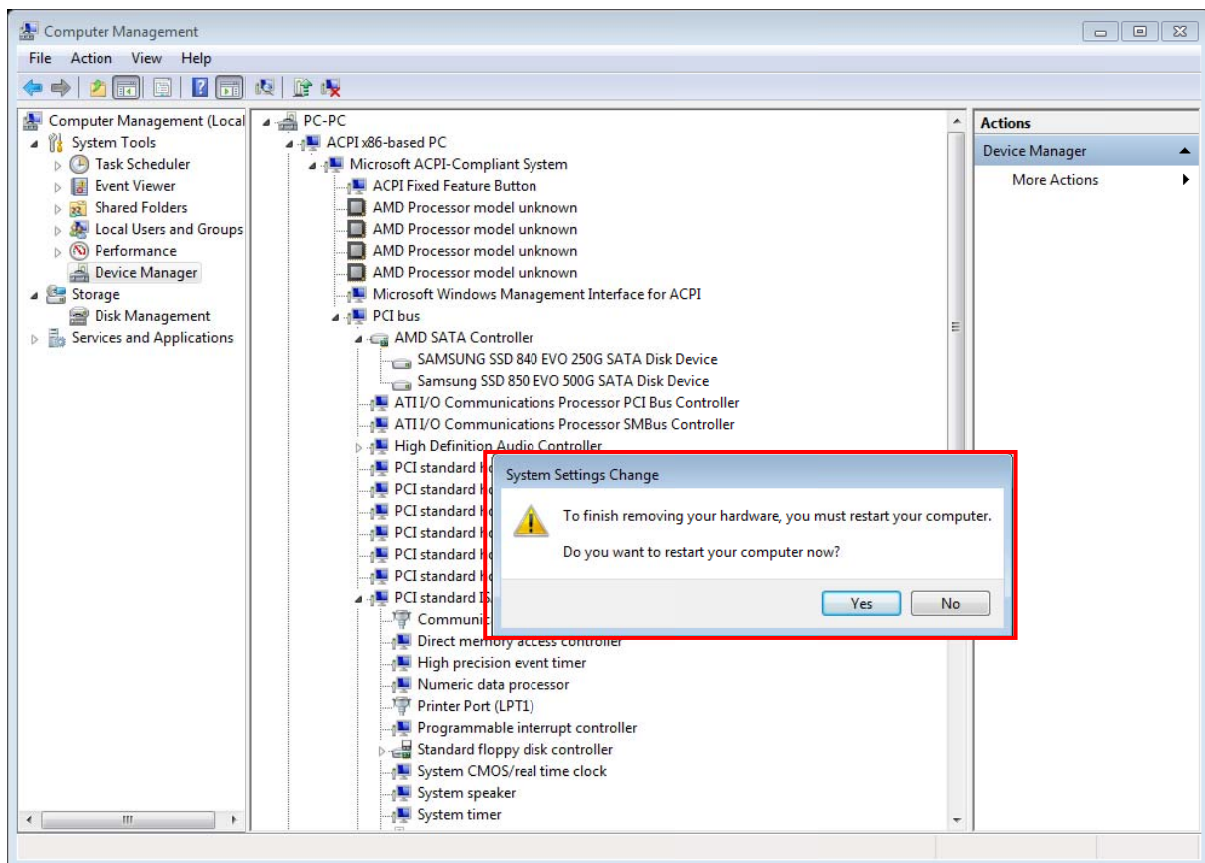 Computer Management
File Action View Help
Computer Management (Local
System Tools
Task Scheduler
Event Viewer
Shared Folders
Local Users and Groups
Performance
Device Manager
Storage
Disk Management
Services and Applications
PC-PC
ACPI x86-based PC
Microsoft ACPI-Compliant System
ACPI Fixed Feature Button
AMD Processor model unknown
AMD Processor model unknown
AMD Processor model unknown
AMD Processor model unknown
Microsoft Windows Management Interface for ACPI
PCI bus
AMD SATA Controller
SAMSUNG SSD 840 EVO 250G SATA Disk Device
Samsung SSD 850 EVO 500G SATA Disk Device
ATI I/O Communications Processor PCI Bus Controller
ATI I/O Communications Processor SMBus Controller
High Definition Audio Controller
PCI standard
PCI standard
PCI standard
PCI standard
PCI standard
PCI standard
PCI standard
Direct memory access controller
High precision event timer
Numeric data processor
Printer Port (LPT1)
Programmable interrupt controller
Standard floppy disk controller
System CMOS/real time clock
System speaker
System timer
System Settings Change
To finish removing your hardware, you must restart your computer.
Do you want to restart your computer now?
Yes No
Actions
Device Manager
More Actions